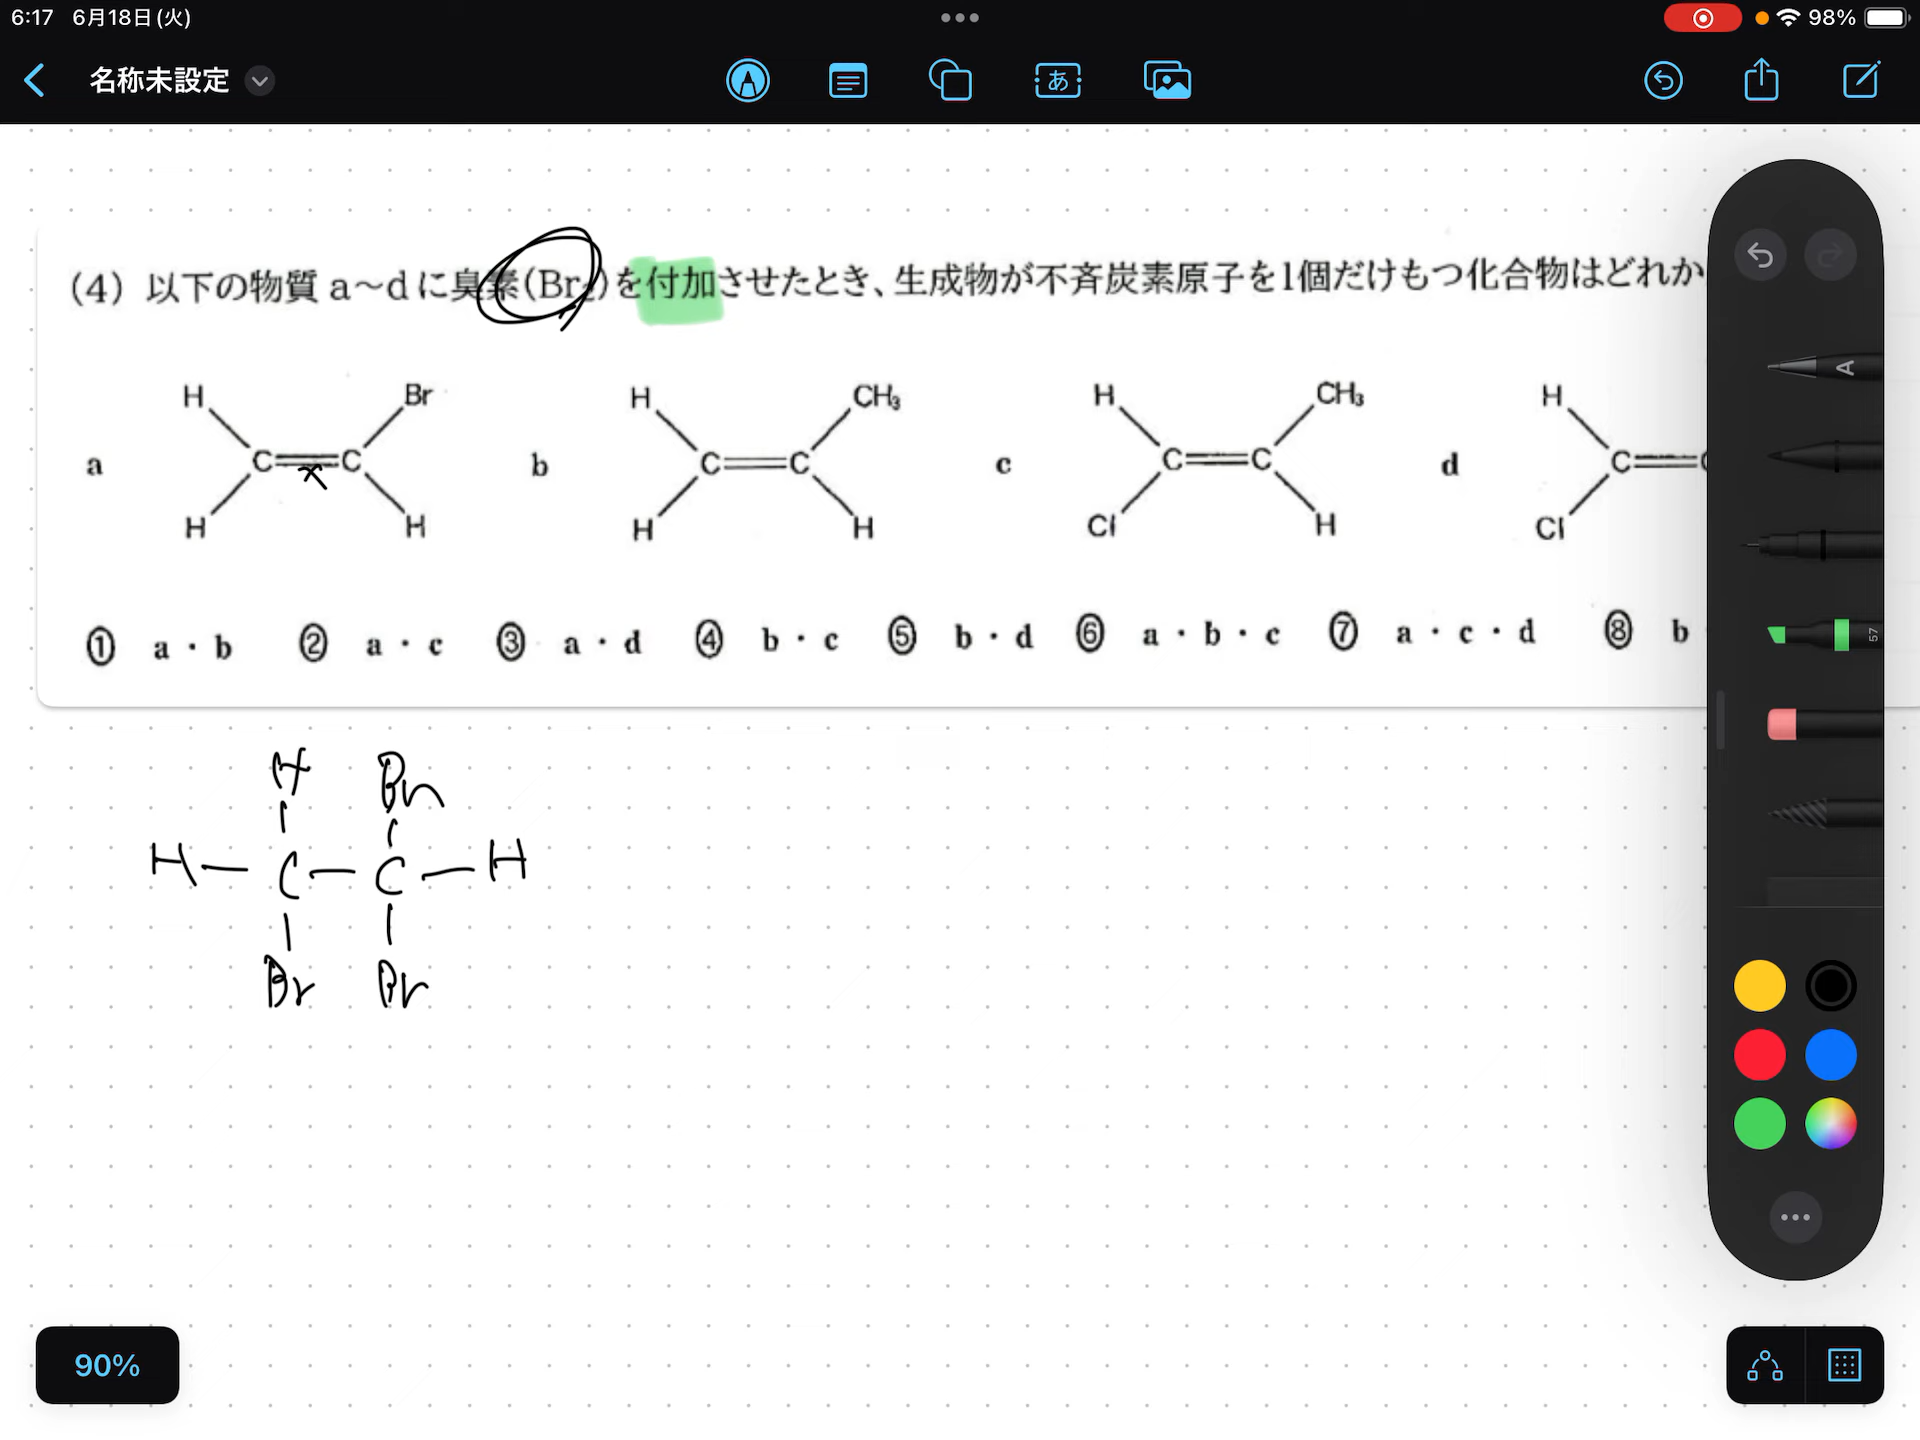 6:17 6月18日(火)
98%
名称未設定
あ
(4) 以下の物質 a〜d に臭素(Br₂)を付加させたとき、生成物が不斉炭素原子を1個だけもつ化合物はどれか
H Br H CH₃ H CH₃ H
a C C b C C c C C d C
x
H H H H Cl H Cl
① a・b ② a・c ③ a・d ④ b・c ⑤ b・d ⑥ a・b・c ⑦ a・c・d ⑧ b
H Br
H C C H
Br Br
A
57
90%